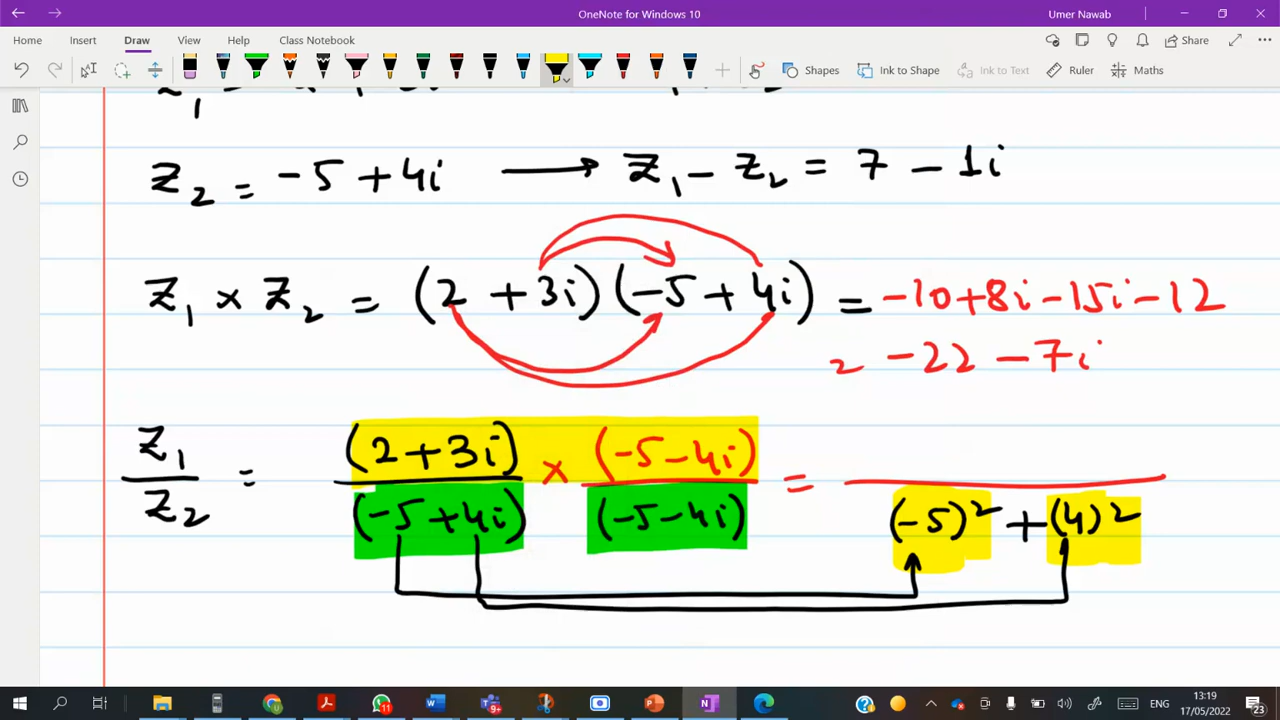 OneNote for Windows 10
Umer Nawab
Home Insert Draw View Help Class Notebook Share
Shapes Ink to Shape Ink to Text Ruler Maths
z₂ = -5 + 4i → z₁ - z₂ = 7 - 1i
z₁ × z₂ = (2 + 3i)(-5 + 4i) = -10+8i-15i-12
= -22 - 7i
z₁ (2+3i) × (-5-4i) =
z₂ = (-5+4i) (-5-4i) (-5)² + (4)²
11
9+
ENG
13:19
17/05/2022
23